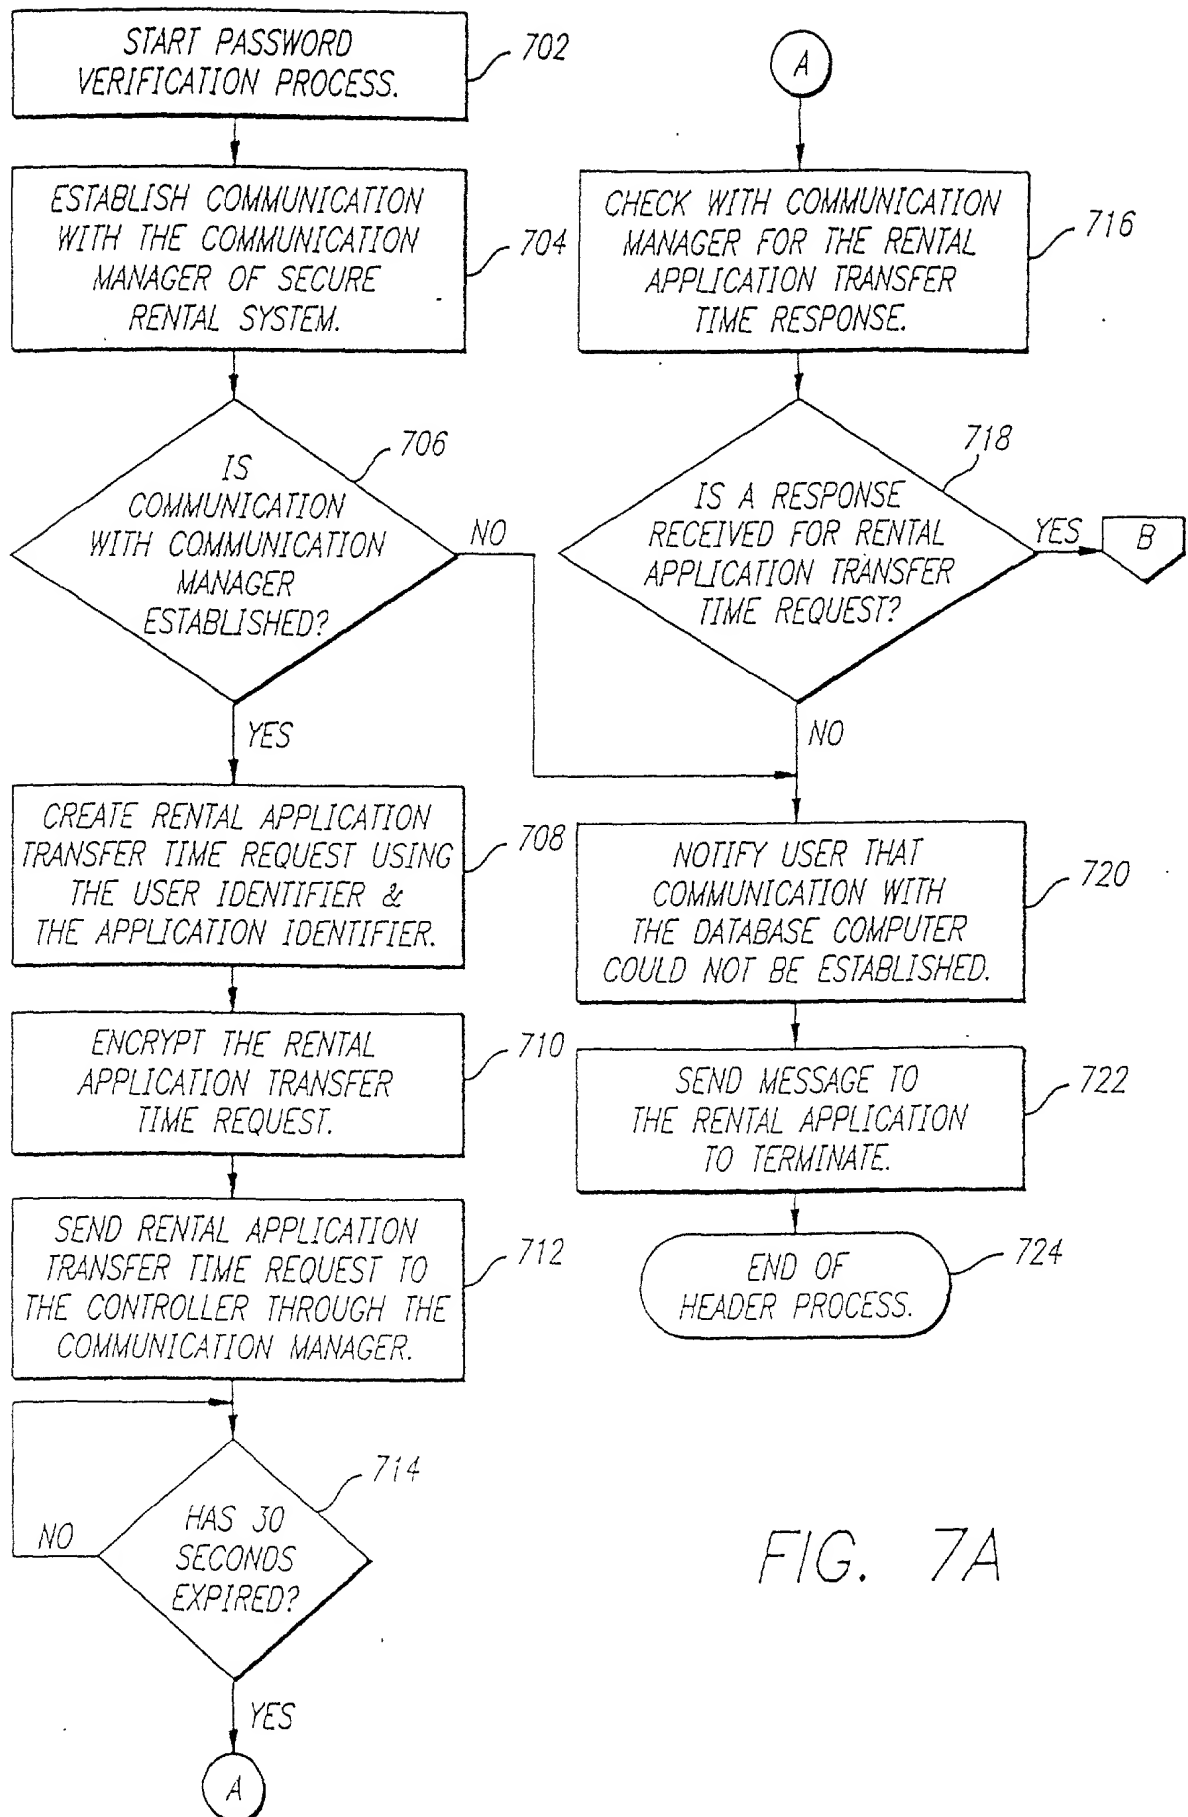 START PASSWORD
VERIFICATION PROCESS.
702
ESTABLISH COMMUNICATION
WITH THE COMMUNICATION
MANAGER OF SECURE
RENTAL SYSTEM.
704
IS
COMMUNICATION
WITH COMMUNICATION
MANAGER
ESTABLISHED?
706
NO
YES
CREATE RENTAL APPLICATION
TRANSFER TIME REQUEST USING
THE USER IDENTIFIER &
THE APPLICATION IDENTIFIER.
708
ENCRYPT THE RENTAL
APPLICATION TRANSFER
TIME REQUEST.
710
SEND RENTAL APPLICATION
TRANSFER TIME REQUEST TO
THE CONTROLLER THROUGH THE
COMMUNICATION MANAGER.
712
HAS 30
SECONDS
EXPIRED?
714
NO
YES
A
A
CHECK WITH COMMUNICATION
MANAGER FOR THE RENTAL
APPLICATION TRANSFER
TIME RESPONSE.
716
IS A RESPONSE
RECEIVED FOR RENTAL
APPLICATION TRANSFER
TIME REQUEST?
718
YES
B
NO
NOTIFY USER THAT
COMMUNICATION WITH
THE DATABASE COMPUTER
COULD NOT BE ESTABLISHED.
720
SEND MESSAGE TO
THE RENTAL APPLICATION
TO TERMINATE.
722
END OF
HEADER PROCESS.
724
FIG. 7A